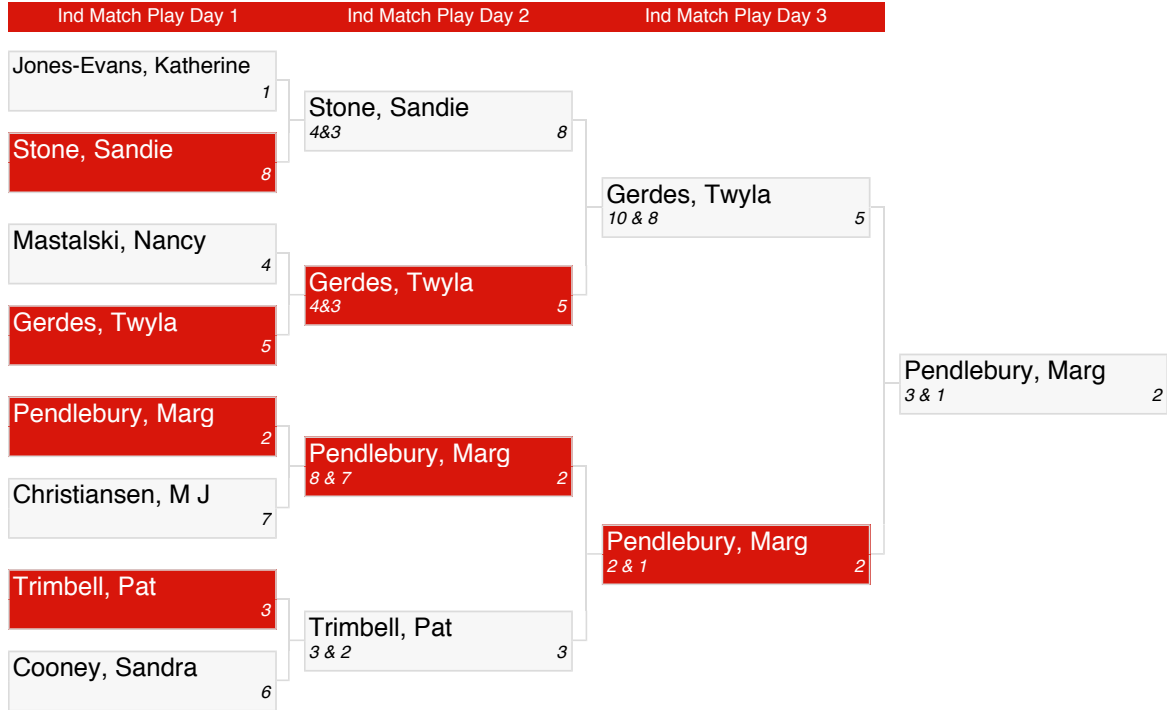 Ind Match Play Day 1
Ind Match Play Day 2
Ind Match Play Day 3
Jones-Evans, Katherine
1
Stone, Sandie
8
Mastalski, Nancy
4
Gerdes, Twyla
5
Pendlebury, Marg
2
Christiansen, M J
7
Trimbell, Pat
3
Cooney, Sandra
6
Stone, Sandie
4&3 8
Gerdes, Twyla
4&3 5
Pendlebury, Marg
8 & 7 2
Trimbell, Pat
3 & 2 3
Gerdes, Twyla
10 & 8 5
Pendlebury, Marg
2 & 1 2
Pendlebury, Marg
3 & 1 2